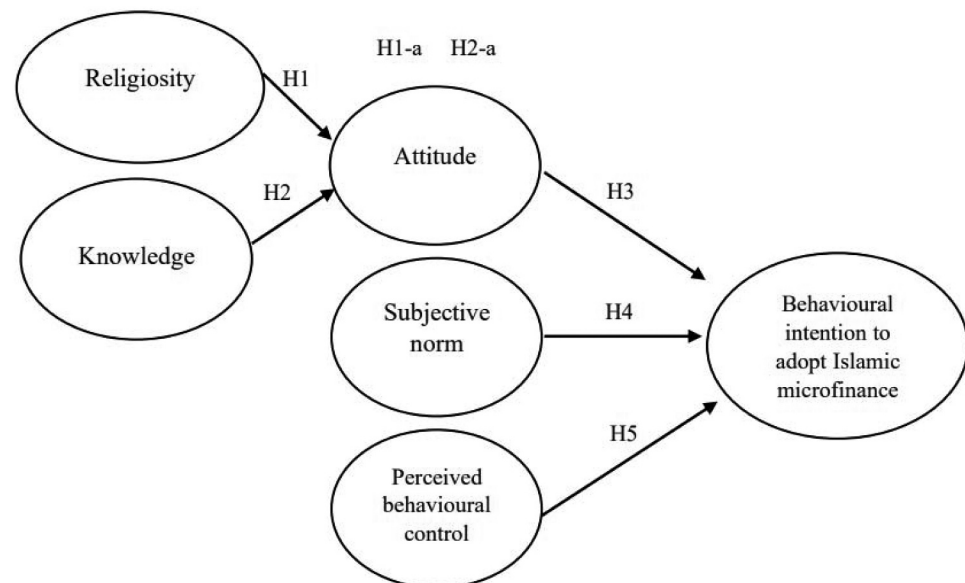 H1-a H2-a
Religiosity
H1
Attitude
H2
H3
Knowledge
Subjective
norm
H4
Behavioural
intention to
adopt Islamic
microfinance
H5
Perceived
behavioural
control